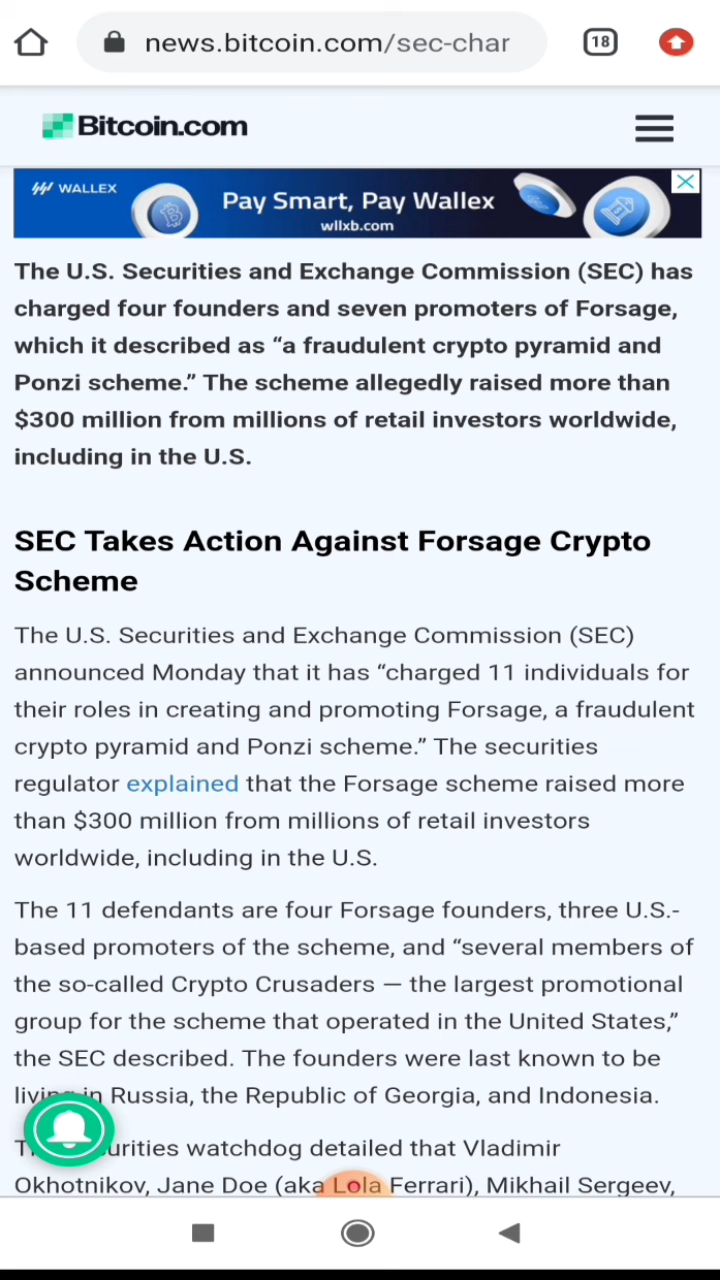 news.bitcoin.com/sec-char
18
Bitcoin.com
WALLEX
Pay Smart, Pay Wallex
wllxb.com
The U.S. Securities and Exchange Commission (SEC) has
charged four founders and seven promoters of Forsage,
which it described as “a fraudulent crypto pyramid and
Ponzi scheme.” The scheme allegedly raised more than
$300 million from millions of retail investors worldwide,
including in the U.S.
SEC Takes Action Against Forsage Crypto
Scheme
The U.S. Securities and Exchange Commission (SEC)
announced Monday that it has “charged 11 individuals for
their roles in creating and promoting Forsage, a fraudulent
crypto pyramid and Ponzi scheme.” The securities
regulator explained that the Forsage scheme raised more
than $300 million from millions of retail investors
worldwide, including in the U.S.
The 11 defendants are four Forsage founders, three U.S.-
based promoters of the scheme, and “several members of
the so-called Crypto Crusaders — the largest promotional
group for the scheme that operated in the United States,”
the SEC described. The founders were last known to be
living in Russia, the Republic of Georgia, and Indonesia.
urities watchdog detailed that Vladimir
Okhotnikov, Jane Doe (aka Lola Ferrari), Mikhail Sergeev,